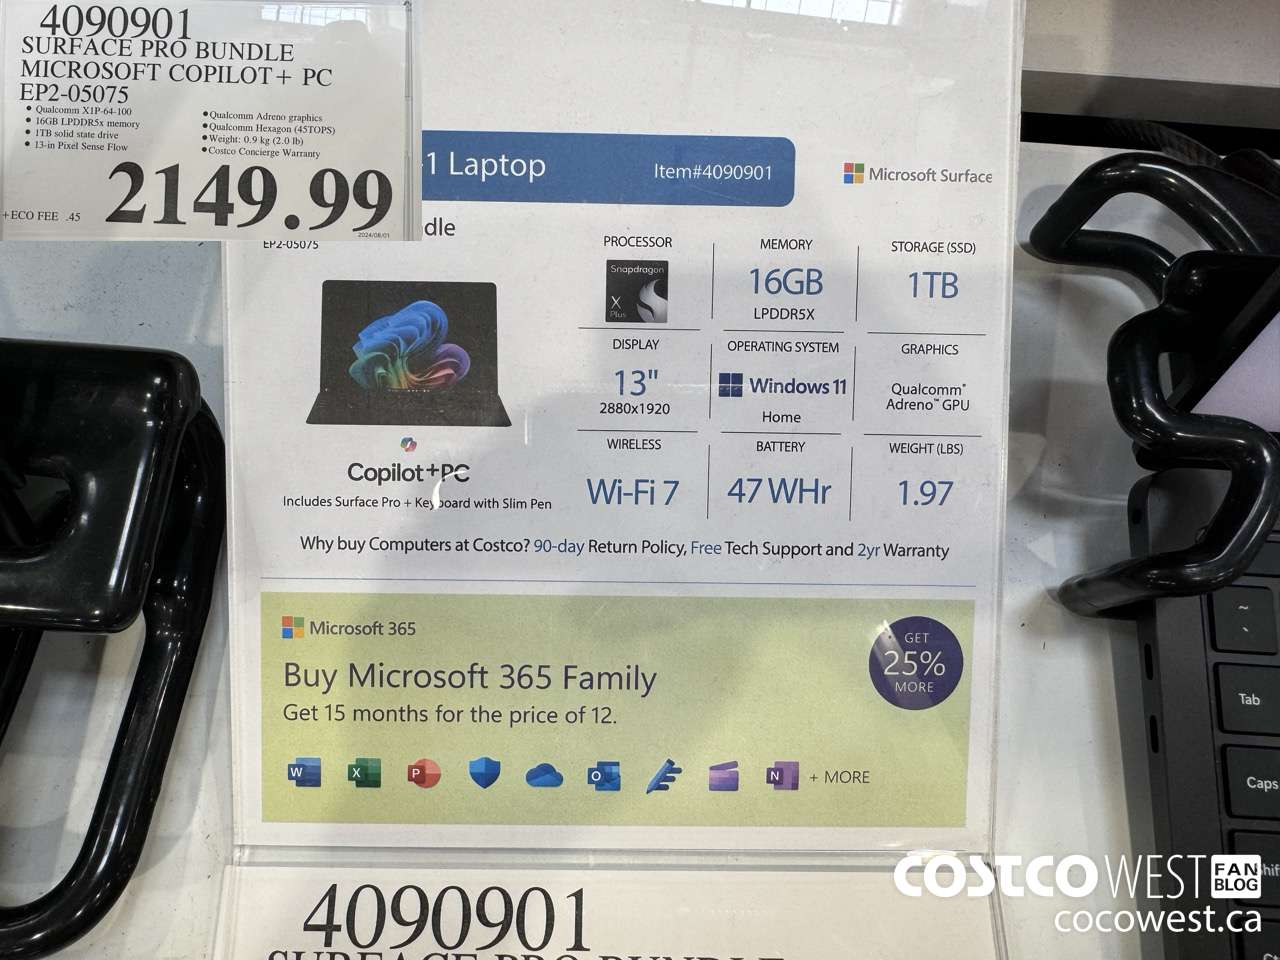 4090901
SURFACE PRO BUNDLE
MICROSOFT COPILOT+ PC
EP2-05075
• Qualcomm X1P-64-100
• 16GB LPDDR5x memory
• 1TB solid state drive
• 13-in Pixel Sense Flow
• Qualcomm Adreno graphics
• Qualcomm Hexagon (45TOPS)
• Weight: 0.9 kg (2.0 lb)
• Costco Concierge Warranty
2149.99
+ECO FEE .45
2024/08/01
-1 Laptop
Item#4090901
Microsoft Surface
dle
EP2-05075
PROCESSOR
Snapdragon
X
Plus
MEMORY
16GB
LPDDR5X
STORAGE (SSD)
1TB
DISPLAY
13"
2880x1920
OPERATING SYSTEM
Windows 11
Home
GRAPHICS
Qualcomm®
Adreno™ GPU
WIRELESS
Wi-Fi 7
BATTERY
47 WHr
WEIGHT (LBS)
1.97
Copilot+PC
Includes Surface Pro + Keyboard with Slim Pen
Why buy Computers at Costco? 90-day Return Policy, Free Tech Support and 2yr Warranty
Microsoft 365
Buy Microsoft 365 Family
Get 15 months for the price of 12.
GET
25%
MORE
W X P O N + MORE
~
`
Tab
Caps
Shift
Ct
4090901
SURFACE PRO BUNDLE
COSTCO WEST FAN BLOG
cocowest.ca